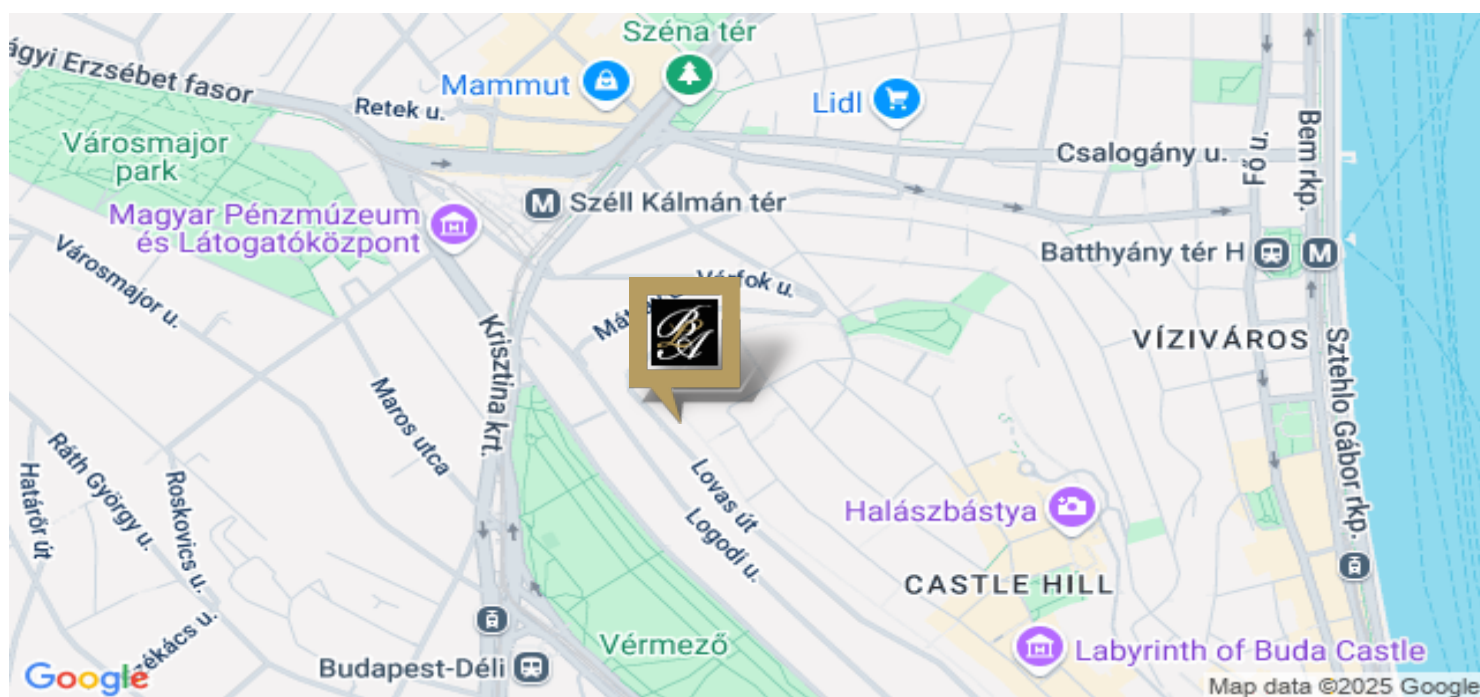 Széna tér
ágyi Erzsébet fasor
Mammut
Retek u.
Lidl
Bem rkp.
Fő u.
Csalogány u.
Városmajor
park
Széll Kálmán tér
Magyar Pénzmúzeum
és Látogatóközpont
Batthyány tér H
Városmajor u.
Várfok u.
Krisztina krt.
VÍZIVÁROS
Sztehlo Gábor rkp.
Maros utca
Ráth György u.
Roskovics u.
Határőr út
Lovas út
Logodi u.
Halászbástya
CASTLE HILL
Vérmező
Labyrinth of Buda Castle
Budapest-Déli
Google
Map data ©2025 Google